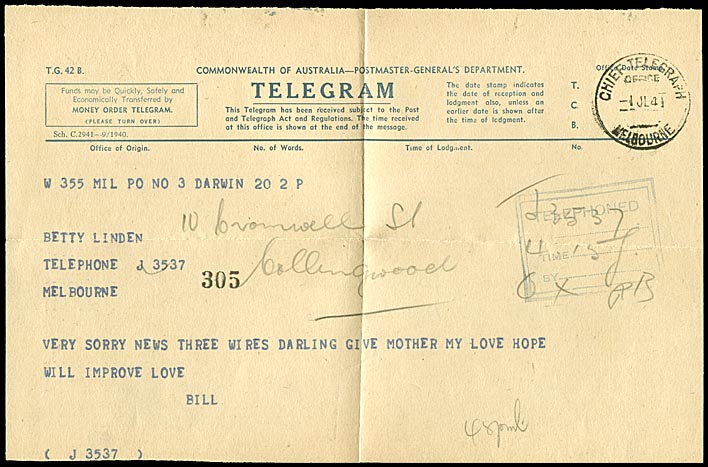 T.G. 42 B.
COMMONWEALTH OF AUSTRALIA—POSTMASTER-GENERAL'S DEPARTMENT.
Office Date Stamp
Funds may be Quickly, Safely and
Economically Transferred by
MONEY ORDER TELEGRAM.
(PLEASE TURN OVER)
Sch. C.2941—9/1940.
TELEGRAM
This Telegram has been received subject to the Post
and Telegraph Act and Regulations. The time received
at this office is shown at the end of the message.
The date stamp indicates
the date of reception and
lodgment also, unless an
earlier date is shown after
the time of lodgment.
T.
C.
B.
CHIEF TELEGRAPH
OFFICE
1 JL 41
MELBOURNE
Office of Origin.
No. of Words.
Time of Lodgment.
No.
W 355 MIL PO NO 3 DARWIN 20 2 P
10 Cromwell St
Collingwood
BETTY LINDEN
TELEPHONE J 3537
305
MELBOURNE
TELEPHONED
TIME
BY
VERY SORRY NEWS THREE WIRES DARLING GIVE MOTHER MY LOVE HOPE
WILL IMPROVE LOVE
BILL
( J 3537 )